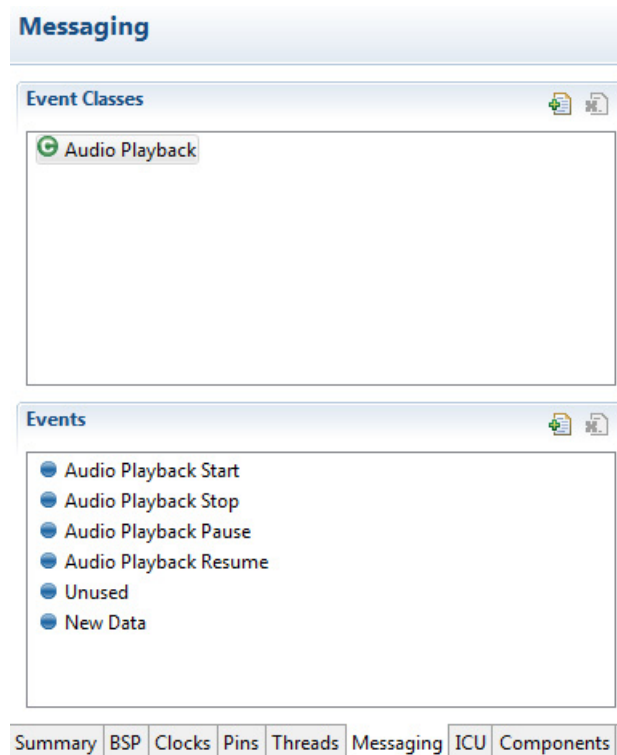 Messaging
Event Classes
C Audio Playback
Events
Audio Playback Start
Audio Playback Stop
Audio Playback Pause
Audio Playback Resume
Unused
New Data
Summary BSP Clocks Pins Threads Messaging ICU Components